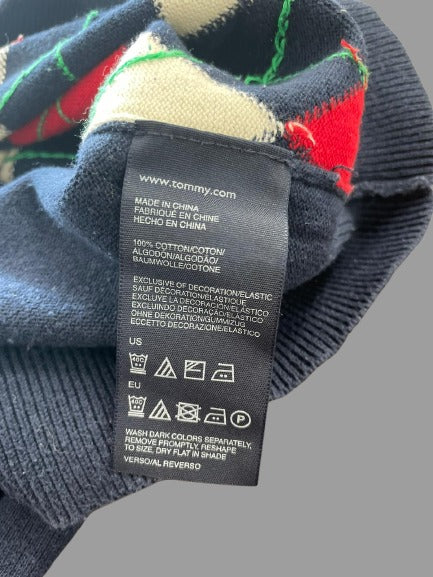 www.tommy.com
MADE IN CHINA
FABRIQUÉ EN CHINE
HECHO EN CHINA
100% COTTON/COTON/
ALGODÓN/ALGODÃO/
BAUMWOLLE/COTONE
EXCLUSIVE OF DECORATION/ELASTIC
SAUF DÉCORATION/ÉLASTIQUE
EXCLUYE LA DECORACIÓN/ELÁSTICO
EXCLUINDO DECORAÇÃO/ELÁSTICO
OHNE DEKORATION/GUMMIZUG
ECCETTO DECORAZIONE/ELASTICO
US
40C
EU
40C
P
WASH DARK COLORS SEPARATELY,
REMOVE PROMPTLY, RESHAPE
TO SIZE, DRY FLAT IN SHADE
VERSO/AL REVERSO